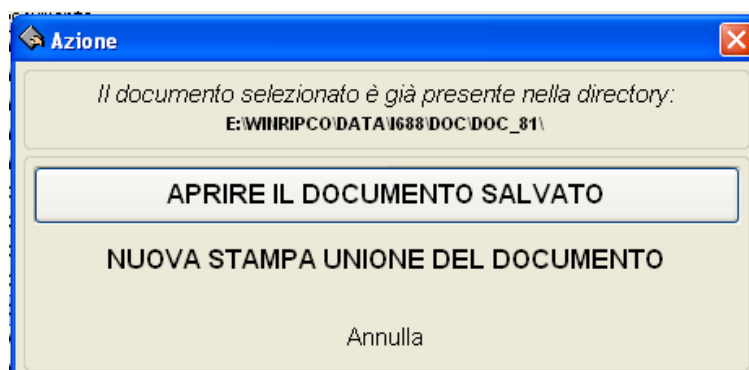 Azione
Il documento selezionato è già presente nella directory:
E:\WINRIPCO\DATA\I688\DOC\DOC_81\
APRIRE IL DOCUMENTO SALVATO
NUOVA STAMPA UNIONE DEL DOCUMENTO
Annulla